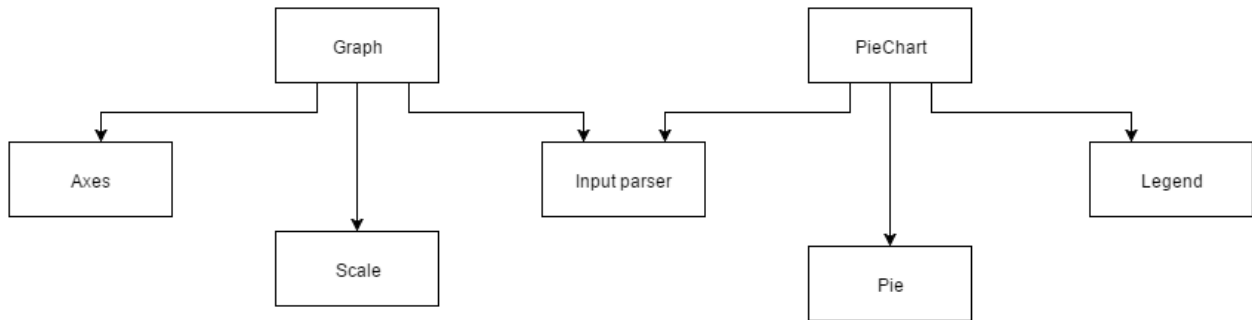 Graph
PieChart
Axes
Input parser
Legend
Scale
Pie